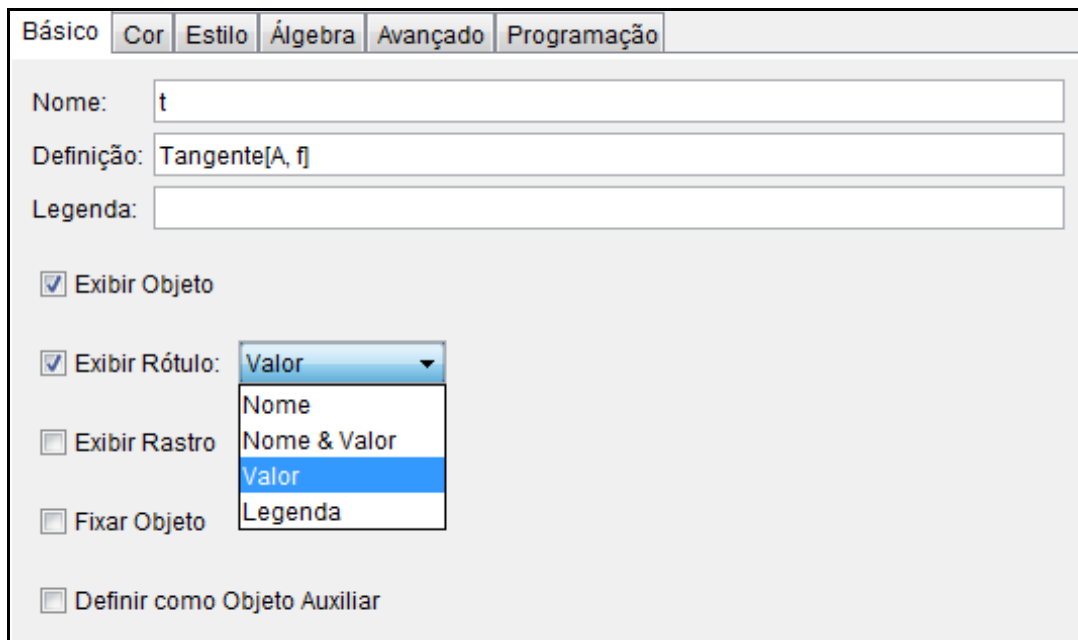 Básico Cor Estilo Álgebra Avançado Programação
Nome: t
Definição: Tangente[A, f]
Legenda:
Exibir Objeto
Exibir Rótulo: Valor
Nome
Exibir Rastro Nome & Valor
Valor
Legenda
Fixar Objeto
Definir como Objeto Auxiliar